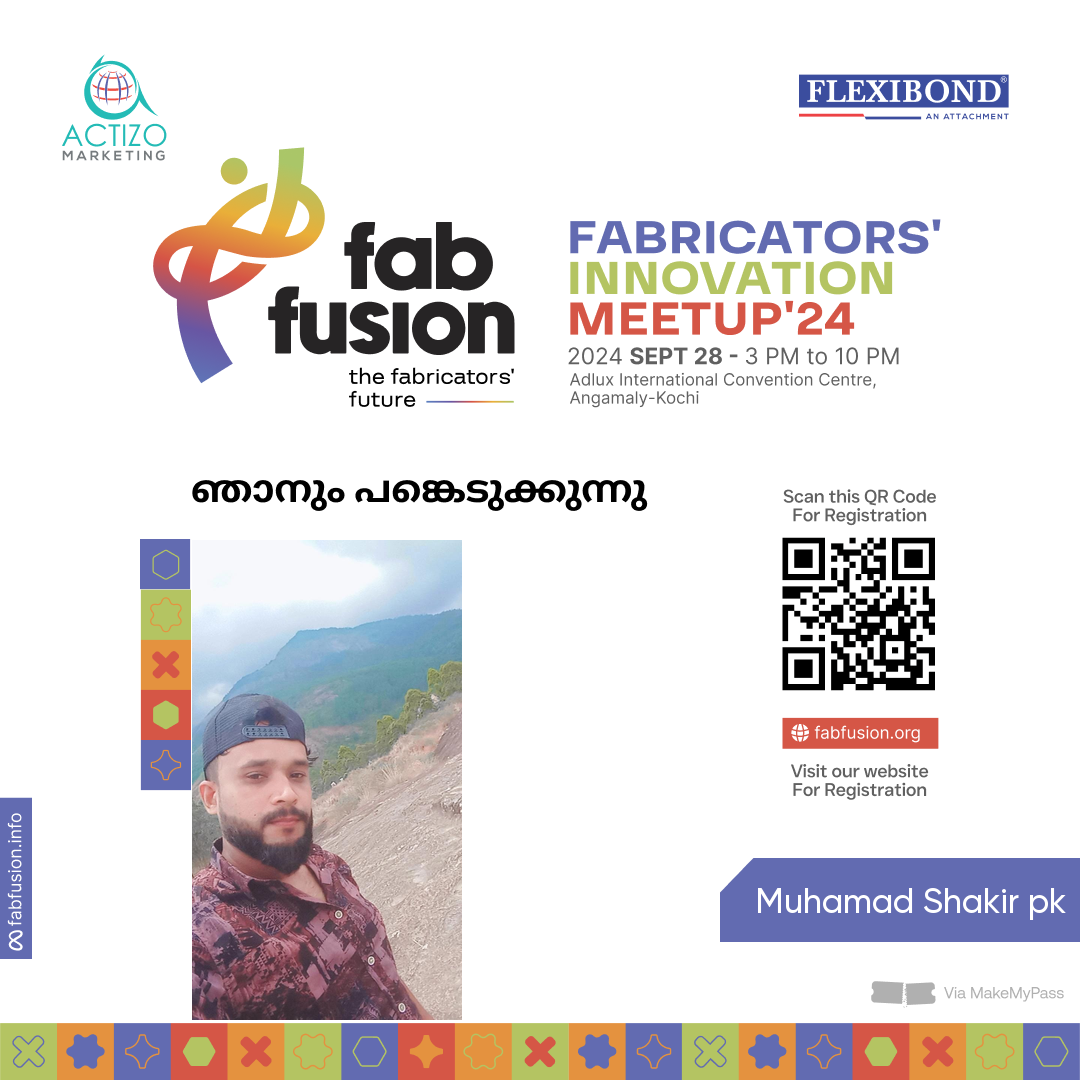 ACTIZO
MARKETING
FLEXIBOND®
AN ATTACHMENT
fab
fusion
the fabricators'
future
FABRICATORS'
INNOVATION
MEETUP'24
2024 SEPT 28 - 3 PM to 10 PM
Adlux International Convention Centre,
Angamaly-Kochi
ഞാനും പങ്കെടുക്കുന്നു
Scan this QR Code
For Registration
fabfusion.org
Visit our website
For Registration
fabfusion.info
Muhamad Shakir pk
Via MakeMyPass